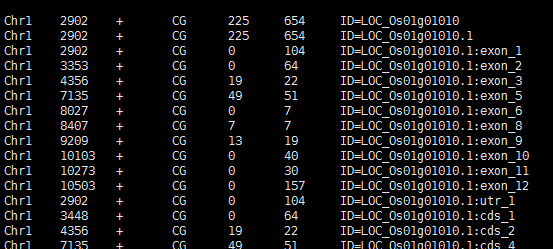 Chr1 2902 + CG 225 654 ID=LOC_Os01g01010
Chr1 2902 + CG 225 654 ID=LOC_Os01g01010.1
Chr1 2902 + CG 0 104 ID=LOC_Os01g01010.1:exon_1
Chr1 3353 + CG 0 64 ID=LOC_Os01g01010.1:exon_2
Chr1 4356 + CG 19 22 ID=LOC_Os01g01010.1:exon_3
Chr1 7135 + CG 49 51 ID=LOC_Os01g01010.1:exon_5
Chr1 8027 + CG 0 7 ID=LOC_Os01g01010.1:exon_6
Chr1 8407 + CG 7 7 ID=LOC_Os01g01010.1:exon_8
Chr1 9209 + CG 13 19 ID=LOC_Os01g01010.1:exon_9
Chr1 10103 + CG 0 40 ID=LOC_Os01g01010.1:exon_10
Chr1 10273 + CG 0 30 ID=LOC_Os01g01010.1:exon_11
Chr1 10503 + CG 0 157 ID=LOC_Os01g01010.1:exon_12
Chr1 2902 + CG 0 104 ID=LOC_Os01g01010.1:utr_1
Chr1 3448 + CG 0 64 ID=LOC_Os01g01010.1:cds_1
Chr1 4356 + CG 19 22 ID=LOC_Os01g01010.1:cds_2
Chr1 7135 + CG 49 51 ID=LOC_Os01g01010.1:cds_4